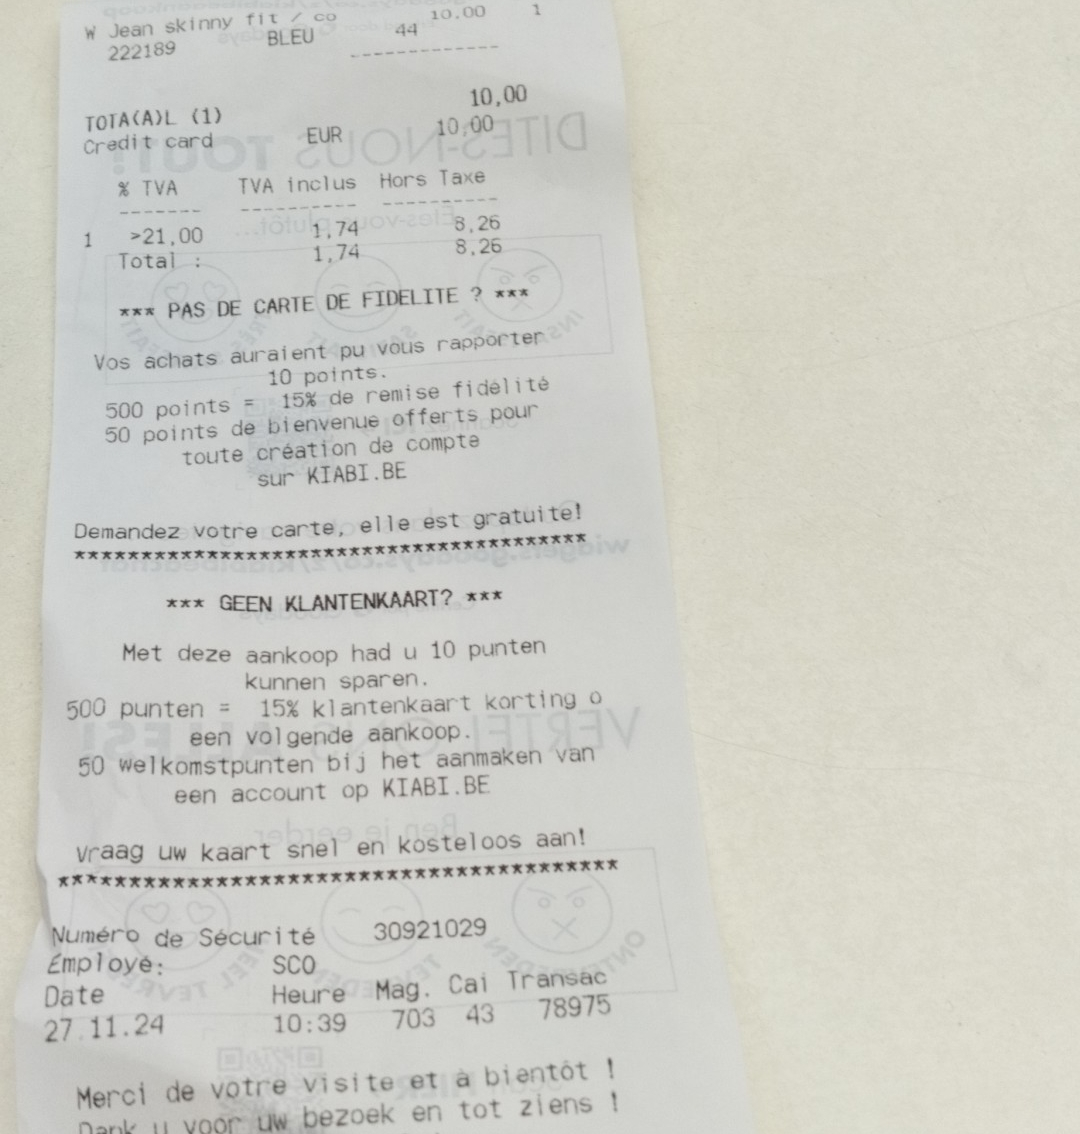 W Jean skinny fit / co 10.00 1
222189 BLEU 44
------------
TOTA(A)L (1) 10,00
Credit card EUR 10,00
% TVA TVA inclus Hors Taxe
------- ---------- ----------
1 >21,00 1,74 8,26
Total : 1,74 8,26
*** PAS DE CARTE DE FIDELITE ? ***
Vos achats auraient pu vous rapporter
10 points.
500 points = 15% de remise fidélité
50 points de bienvenue offerts pour
toute création de compte
sur KIABI.BE
Demandez votre carte, elle est gratuite!
****************************************
*** GEEN KLANTENKAART? ***
Met deze aankoop had u 10 punten
kunnen sparen.
500 punten = 15% klantenkaart korting o
een volgende aankoop.
50 welkomstpunten bij het aanmaken van
een account op KIABI.BE
Vraag uw kaart snel en kosteloos aan!
****************************************
Numéro de Sécurité 30921029
Employé: SCO
Date Heure Mag. Cai Transac
27.11.24 10:39 703 43 78975
Merci de votre visite et à bientôt !
Dank u voor uw bezoek en tot ziens !